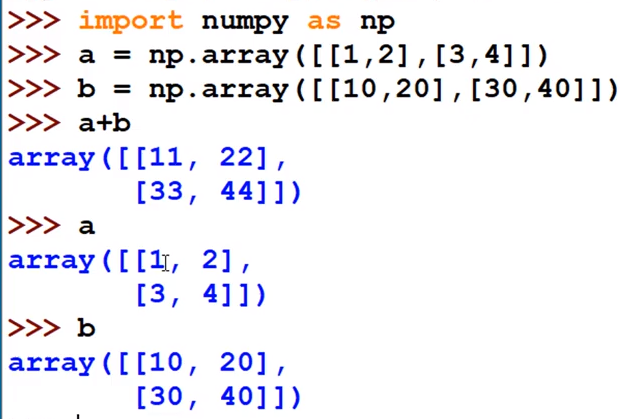 >>> import numpy as np
>>> a = np.array([[1,2],[3,4]])
>>> b = np.array([[10,20],[30,40]])
>>> a+b
array([[11, 22],
       [33, 44]])
>>> a
array([[1, 2],
       [3, 4]])
>>> b
array([[10, 20],
       [30, 40]])